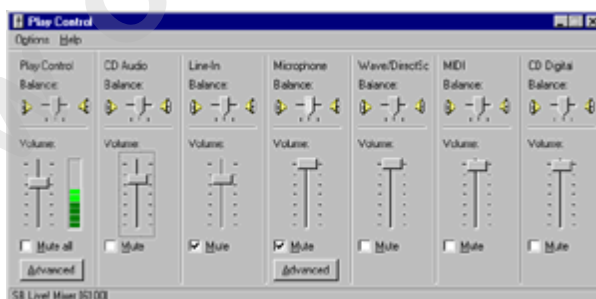 Play Control
Options Help
Play Control CD Audio Line-In Microphone Wave/DirectSc MIDI CD Digital
Balance: Balance: Balance: Balance: Balance: Balance: Balance:
Volume: Volume: Volume: Volume: Volume: Volume: Volume:
Mute all Mute Mute Mute Mute Mute Mute
Advanced Advanced
SB Live! Mixer [6100]